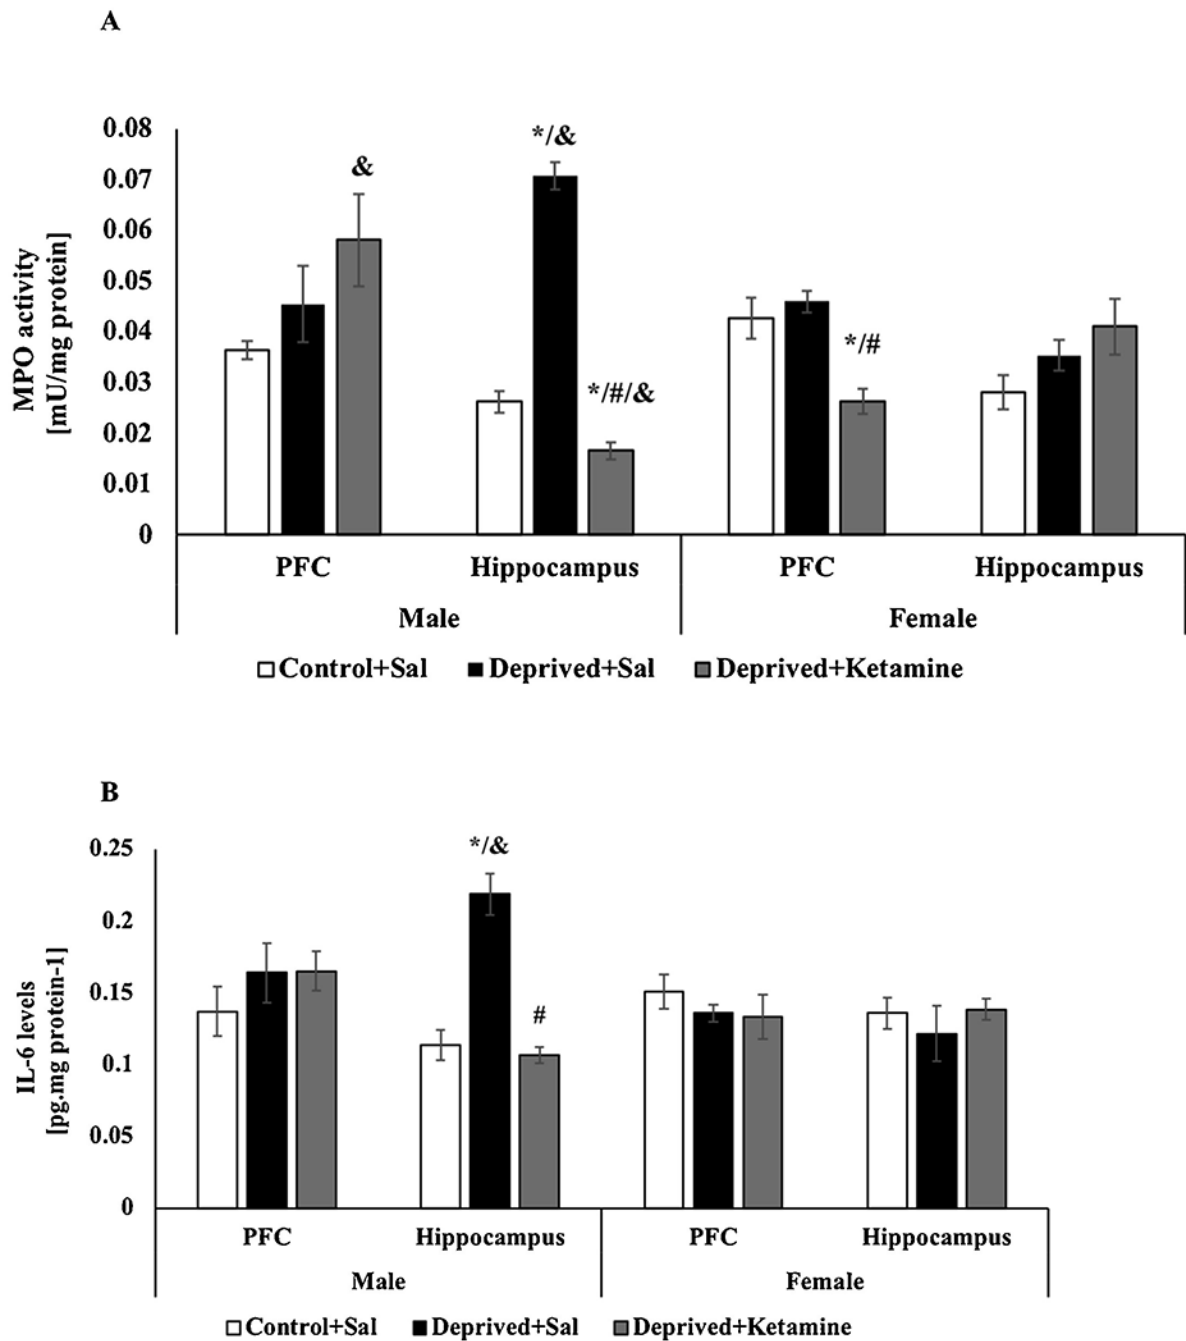 A
MPO activity
[mU/mg protein]
0.08
0.07
0.06
0.05
0.04
0.03
0.02
0.01
0
&
*/&
*/#/&
*/#
PFC Hippocampus PFC Hippocampus
Male Female
Control+Sal Deprived+Sal Deprived+Ketamine
B
IL-6 levels
[pg.mg protein-1]
0.25
0.2
0.15
0.1
0.05
0
*/&
#
PFC Hippocampus PFC Hippocampus
Male Female
Control+Sal Deprived+Sal Deprived+Ketamine